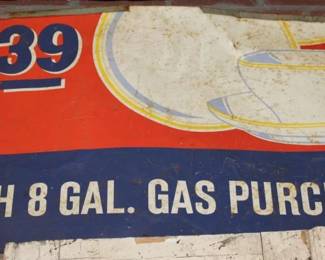 39
H 8 GAL. GAS PURC